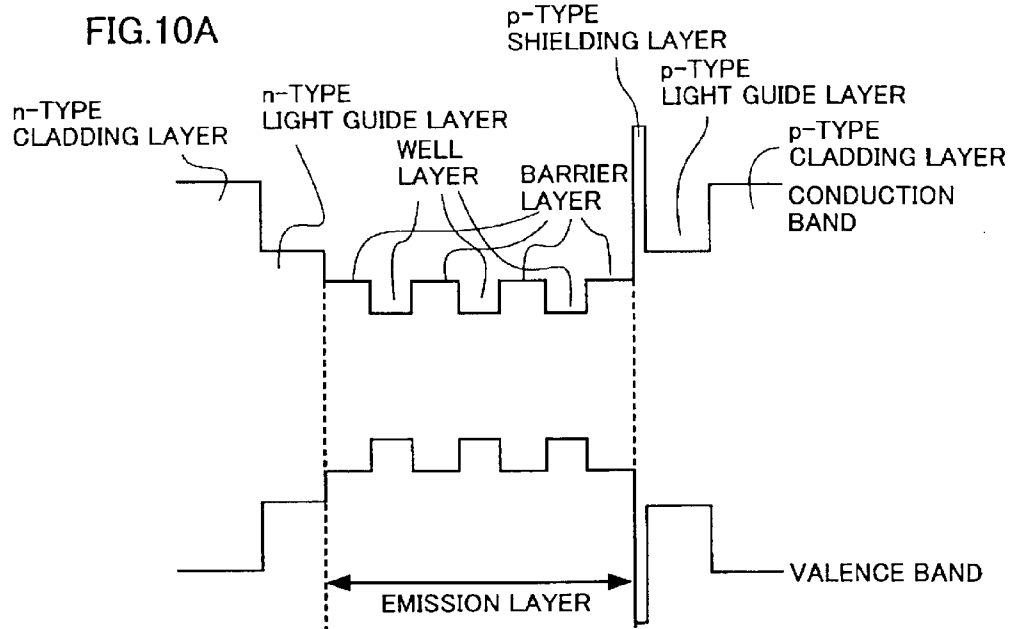 FIG.10A
p-TYPE
SHIELDING LAYER
p-TYPE
LIGHT GUIDE LAYER
n-TYPE
CLADDING LAYER
n-TYPE
LIGHT GUIDE LAYER
WELL
LAYER
BARRIER
LAYER
p-TYPE
CLADDING LAYER
CONDUCTION
BAND
VALENCE BAND
EMISSION LAYER